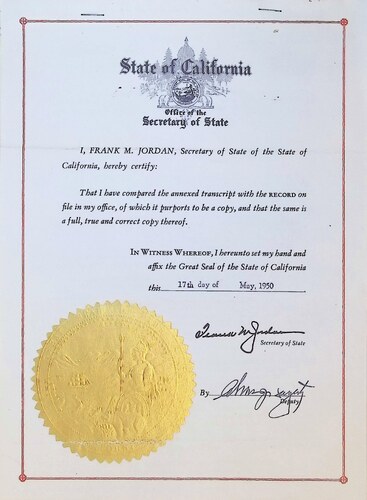 State of California
Office of the
Secretary of State
I, FRANK M. JORDAN, Secretary of State of the State of
California, hereby certify:
That I have compared the annexed transcript with the RECORD on
file in my office, of which it purports to be a copy, and that the same is
a full, true and correct copy thereof.
IN WITNESS WHEREOF, I hereunto set my hand and
affix the Great Seal of the State of California
this 17th day of May, 1950
Frank M. Jordan
Secretary of State
By
Deputy